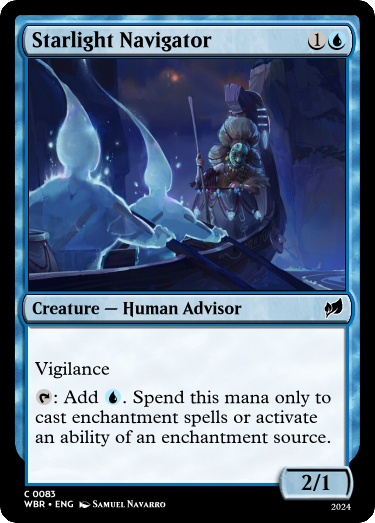 Starlight Navigator 1
Creature — Human Advisor
Vigilance
: Add . Spend this mana only to
cast enchantment spells or activate
an ability of an enchantment source.
2/1
C 0083
WBR • ENG Samuel Navarro
2024